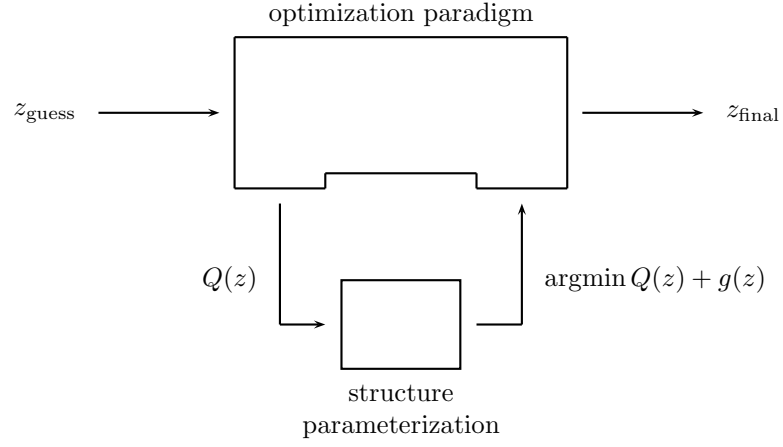 optimization paradigm
z_guess
z_final
Q(z)
argmin Q(z) + g(z)
structure
parameterization